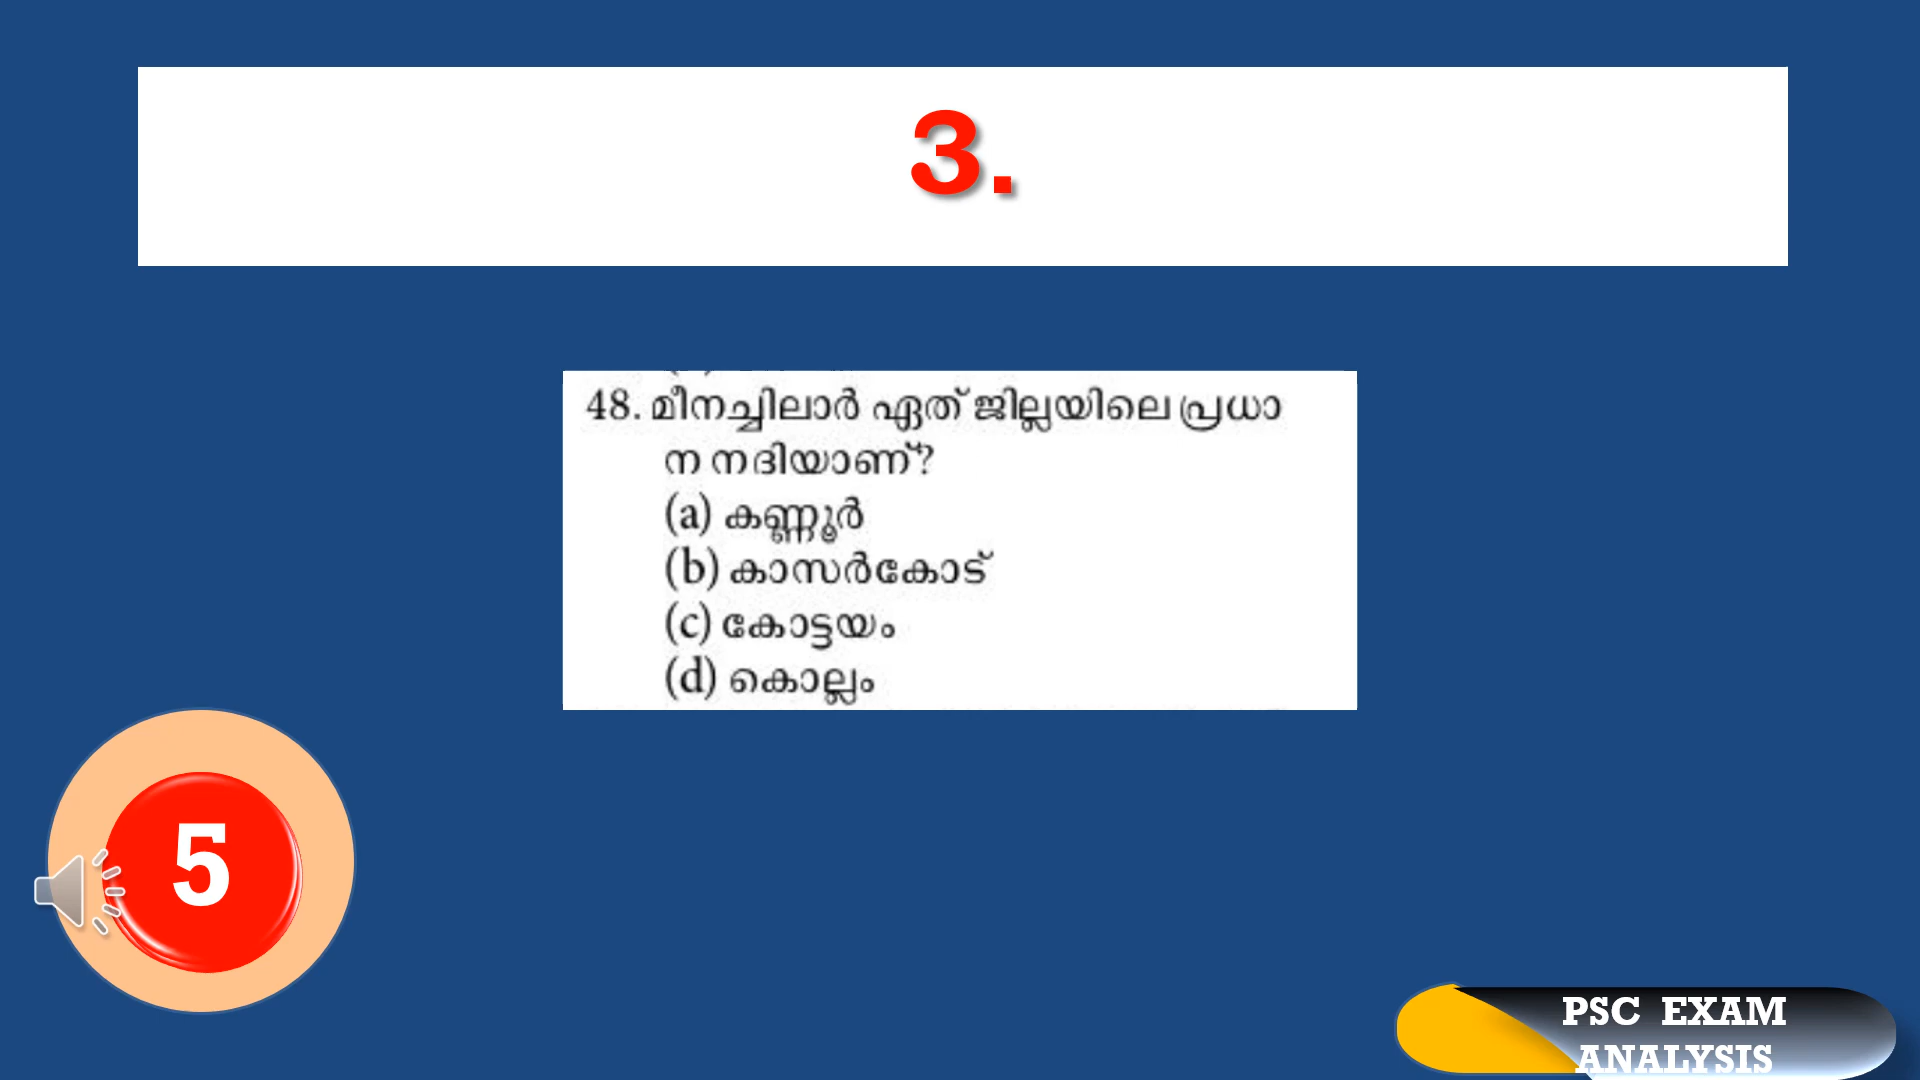 3.
48. മീനച്ചിലാർ ഏത് ജില്ലയിലെ പ്രധാ
ന നദിയാണ്?
(a) കണ്ണൂർ
(b) കാസർകോട്
(c) കോട്ടയം
(d) കൊല്ലം
5
PSC EXAM
ANALYSIS